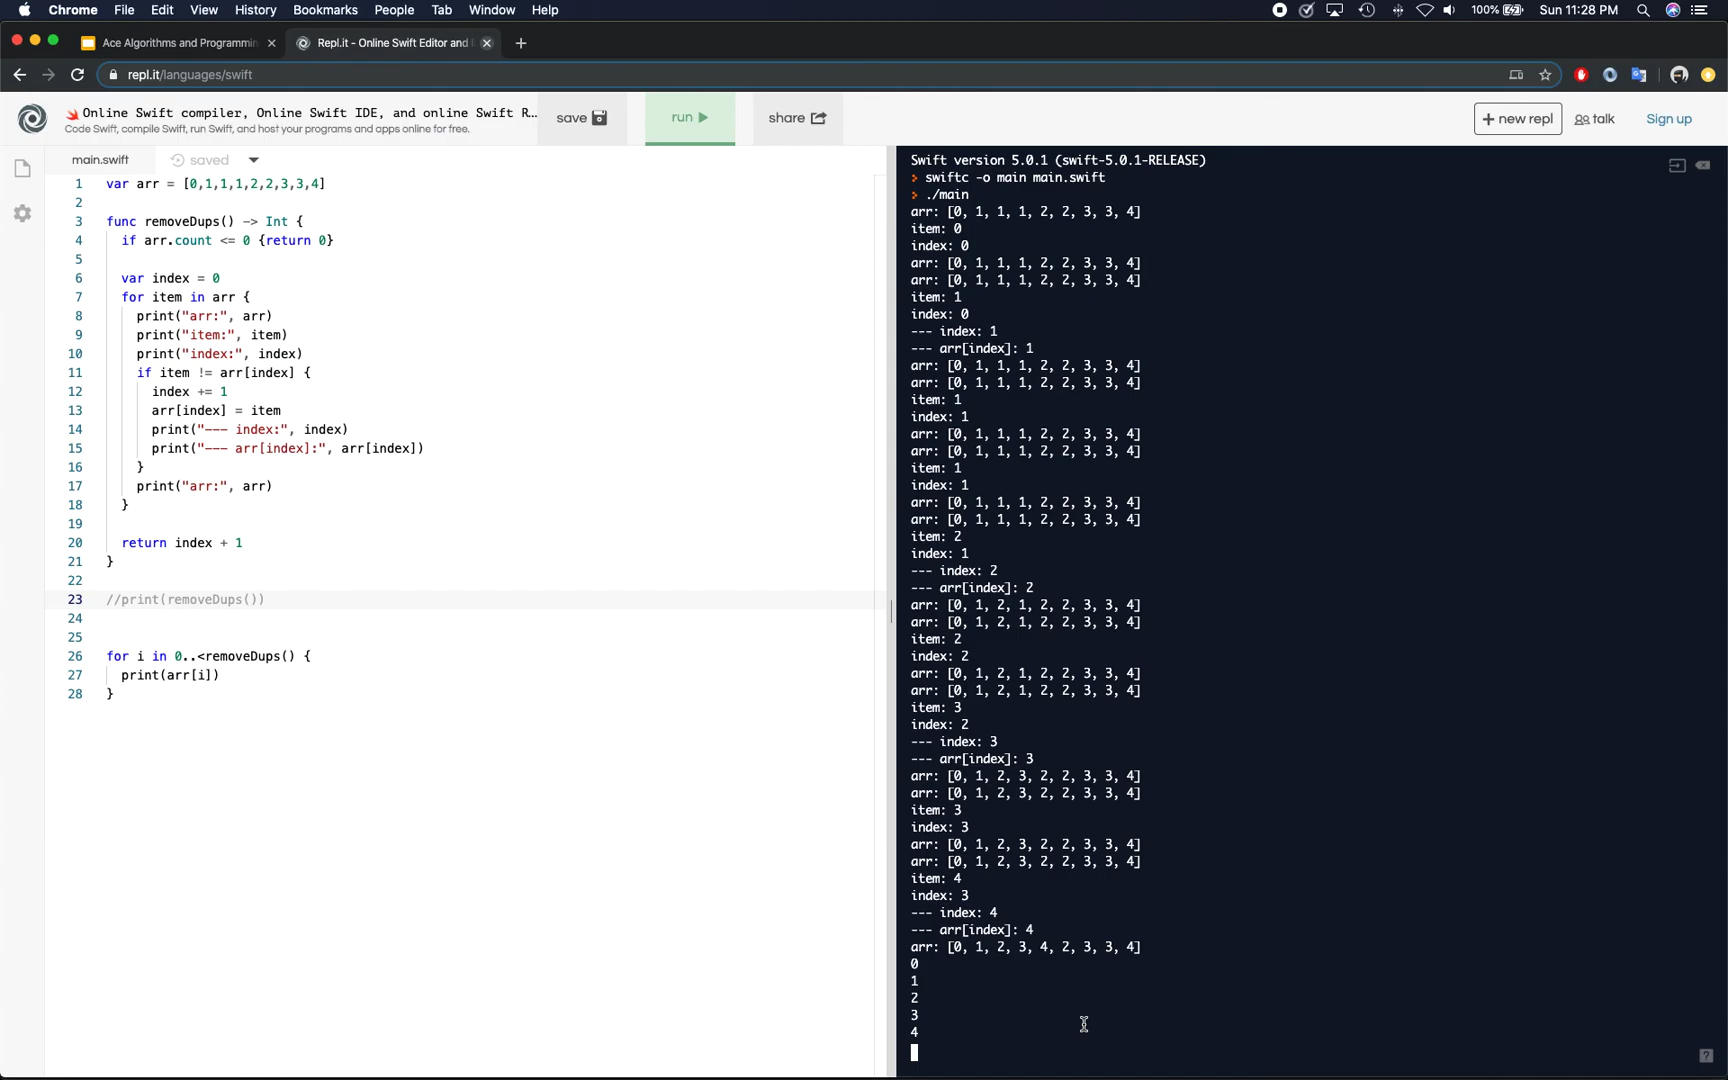 Chrome File Edit View History Bookmarks People Tab Window Help 100% Sun 11:28 PM
Ace Algorithms and Programmin Repl.it - Online Swift Editor and
repl.it/languages/swift
Online Swift compiler, Online Swift IDE, and online Swift R...
Code Swift, compile Swift, run Swift, and host your programs and apps online for free.
save run share + new repl talk Sign up
main.swift saved
1 var arr = [0,1,1,1,2,2,3,3,4]
2
3 func removeDups() -> Int {
4 if arr.count <= 0 {return 0}
5
6 var index = 0
7 for item in arr {
8 print("arr:", arr)
9 print("item:", item)
10 print("index:", index)
11 if item != arr[index] {
12 index += 1
13 arr[index] = item
14 print("--- index:", index)
15 print("--- arr[index]:", arr[index])
16 }
17 print("arr:", arr)
18 }
19
20 return index + 1
21 }
22
23 //print(removeDups())
24
25
26 for i in 0..<removeDups() {
27 print(arr[i])
28 }
Swift version 5.0.1 (swift-5.0.1-RELEASE)
> swiftc -o main main.swift
> ./main
arr: [0, 1, 1, 1, 2, 2, 3, 3, 4]
item: 0
index: 0
arr: [0, 1, 1, 1, 2, 2, 3, 3, 4]
arr: [0, 1, 1, 1, 2, 2, 3, 3, 4]
item: 1
index: 0
--- index: 1
--- arr[index]: 1
arr: [0, 1, 1, 1, 2, 2, 3, 3, 4]
arr: [0, 1, 1, 1, 2, 2, 3, 3, 4]
item: 1
index: 1
arr: [0, 1, 1, 1, 2, 2, 3, 3, 4]
arr: [0, 1, 1, 1, 2, 2, 3, 3, 4]
item: 1
index: 1
arr: [0, 1, 1, 1, 2, 2, 3, 3, 4]
arr: [0, 1, 1, 1, 2, 2, 3, 3, 4]
item: 2
index: 1
--- index: 2
--- arr[index]: 2
arr: [0, 1, 2, 1, 2, 2, 3, 3, 4]
arr: [0, 1, 2, 1, 2, 2, 3, 3, 4]
item: 2
index: 2
arr: [0, 1, 2, 1, 2, 2, 3, 3, 4]
arr: [0, 1, 2, 1, 2, 2, 3, 3, 4]
item: 3
index: 2
--- index: 3
--- arr[index]: 3
arr: [0, 1, 2, 3, 2, 2, 3, 3, 4]
arr: [0, 1, 2, 3, 2, 2, 3, 3, 4]
item: 3
index: 3
arr: [0, 1, 2, 3, 2, 2, 3, 3, 4]
arr: [0, 1, 2, 3, 2, 2, 3, 3, 4]
item: 4
index: 3
--- index: 4
--- arr[index]: 4
arr: [0, 1, 2, 3, 4, 2, 3, 3, 4]
0
1
2
3
4
?